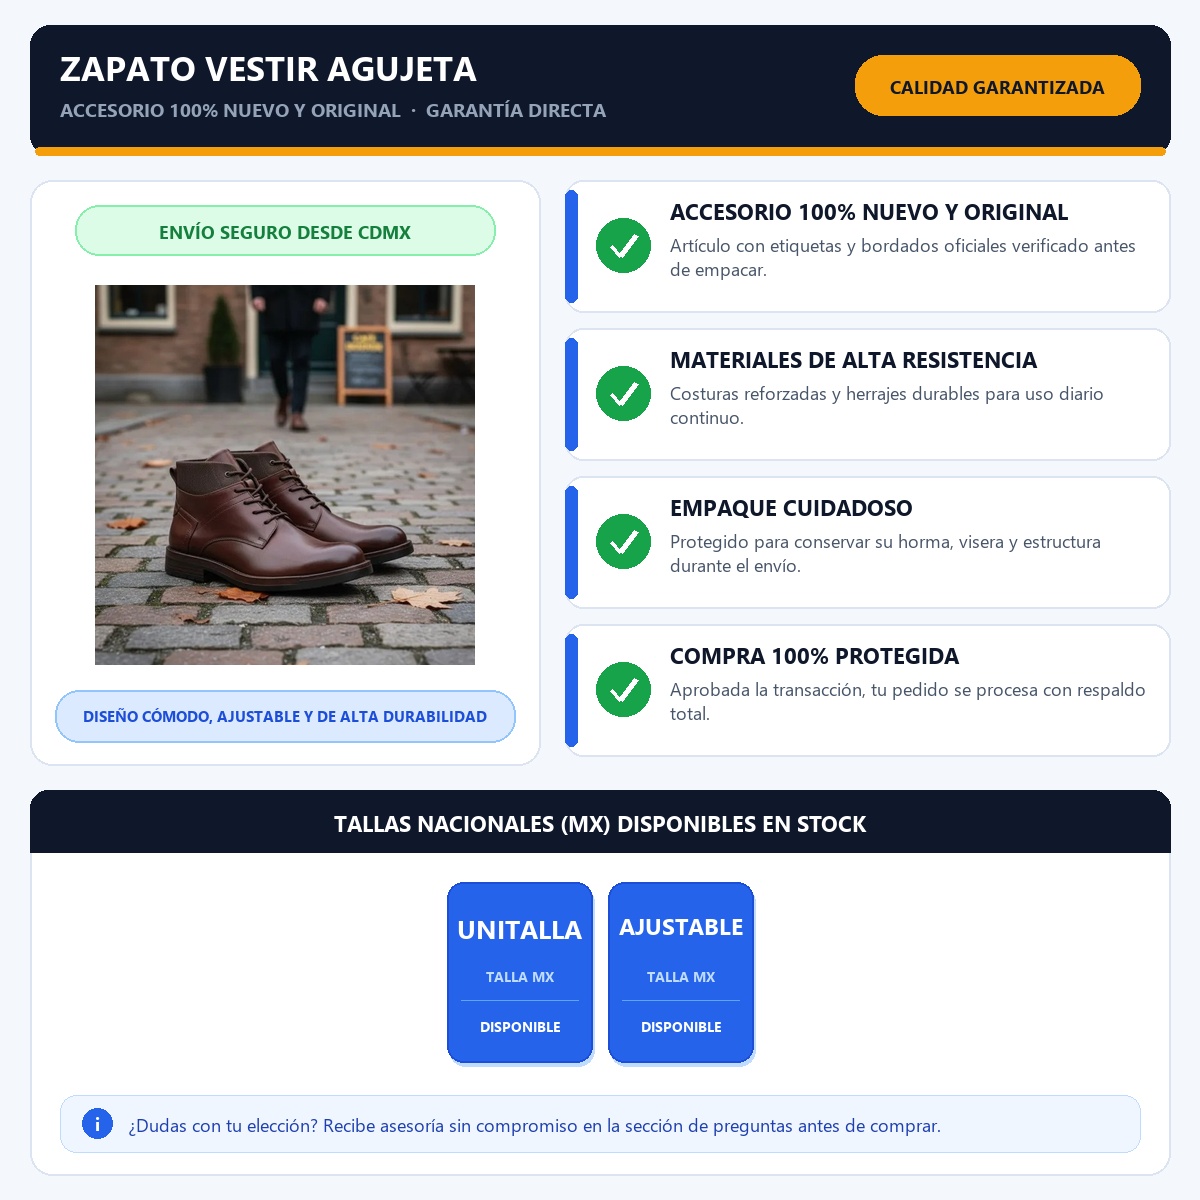 ZAPATO VESTIR AGUJETA
ACCESORIO 100% NUEVO Y ORIGINAL · GARANTÍA DIRECTA
CALIDAD GARANTIZADA
ENVÍO SEGURO DESDE CDMX
DISEÑO CÓMODO, AJUSTABLE Y DE ALTA DURABILIDAD
ACCESORIO 100% NUEVO Y ORIGINAL
Artículo con etiquetas y bordados oficiales verificado antes
de empacar.
MATERIALES DE ALTA RESISTENCIA
Costuras reforzadas y herrajes durables para uso diario
continuo.
EMPAQUE CUIDADOSO
Protegido para conservar su horma, visera y estructura
durante el envío.
COMPRA 100% PROTEGIDA
Aprobada la transacción, tu pedido se procesa con respaldo
total.
TALLAS NACIONALES (MX) DISPONIBLES EN STOCK
UNITALLA
TALLA MX
DISPONIBLE
AJUSTABLE
TALLA MX
DISPONIBLE
¿Dudas con tu elección? Recibe asesoría sin compromiso en la sección de preguntas antes de comprar.